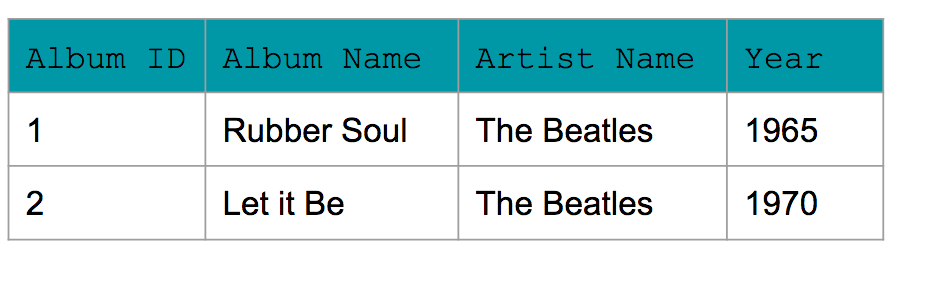 Album ID Album Name Artist Name Year
1 Rubber Soul The Beatles 1965
2 Let it Be The Beatles 1970